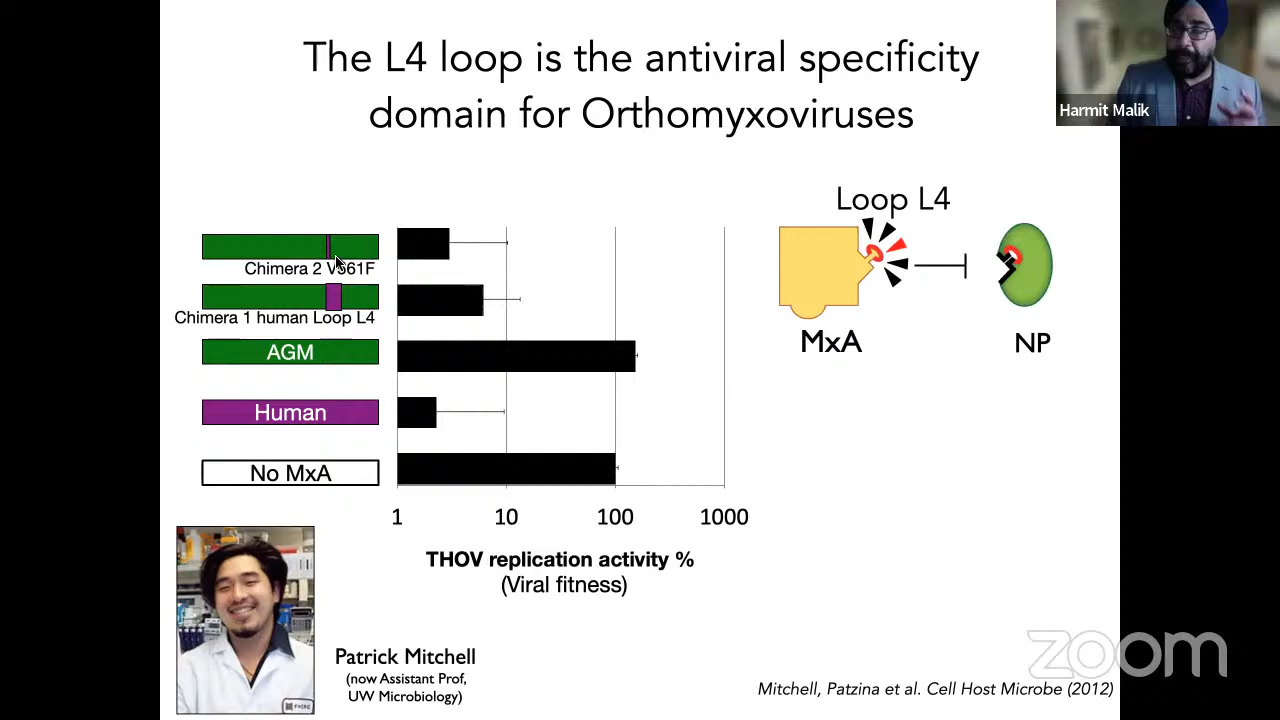 The L4 loop is the antiviral specificity
domain for Orthomyxoviruses
Harmit Malik
Loop L4
Chimera 2 V561F
Chimera 1 human Loop L4
AGM
Human
No MxA
MxA
NP
1 10 100 1000
THOV replication activity %
(Viral fitness)
Patrick Mitchell
(now Assistant Prof,
UW Microbiology)
zoom
Mitchell, Patzina et al. Cell Host Microbe (2012)